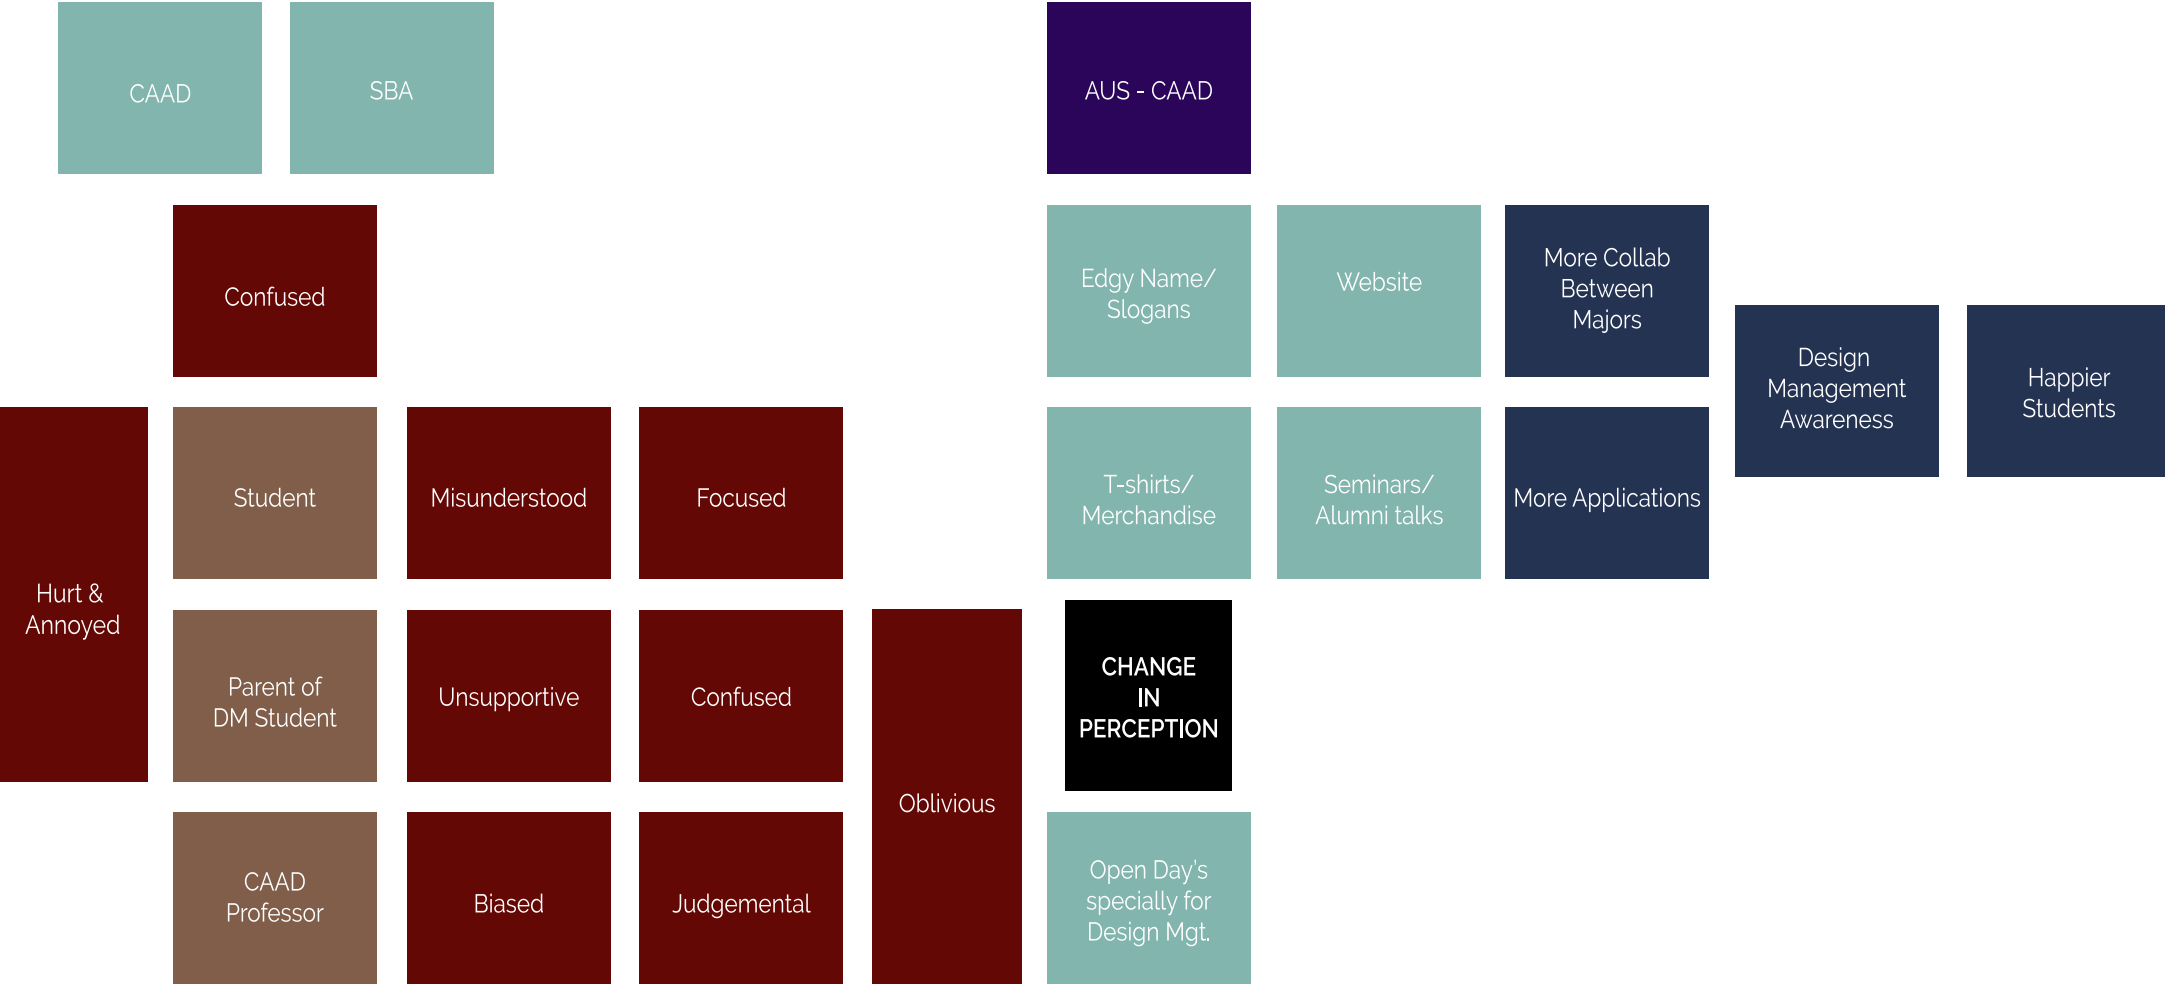 CAAD
SBA
AUS - CAAD
Confused
Edgy Name/
Slogans
Website
More Collab
Between
Majors
Design
Management
Awareness
Happier
Students
Hurt &
Annoyed
Student
Misunderstood
Focused
T-shirts/
Merchandise
Seminars/
Alumni talks
More Applications
Parent of
DM Student
Unsupportive
Confused
Oblivious
CHANGE
IN
PERCEPTION
CAAD
Professor
Biased
Judgemental
Open Day's
specially for
Design Mgt.